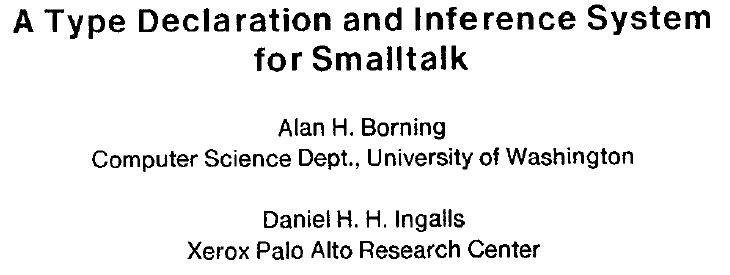 A Type Declaration and Inference System
for Smalltalk
Alan H. Borning
Computer Science Dept., University of Washington
Daniel H. H. Ingalls
Xerox Palo Alto Research Center